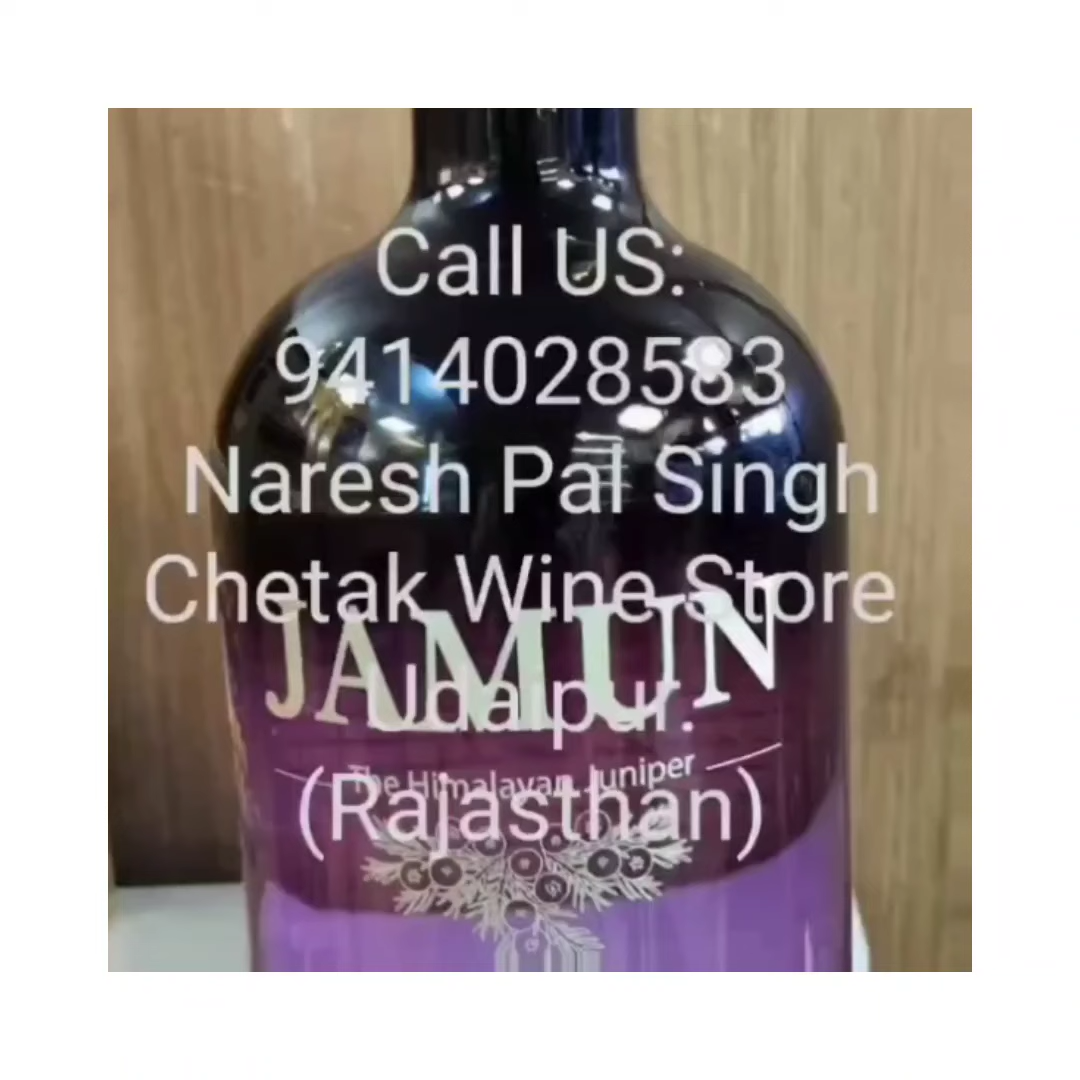 Call US:
9414028583
Naresh Pal Singh
Chetak Wine Store
JAMUN
Udaipur.
The Himalayan Juniper
(Rajasthan)